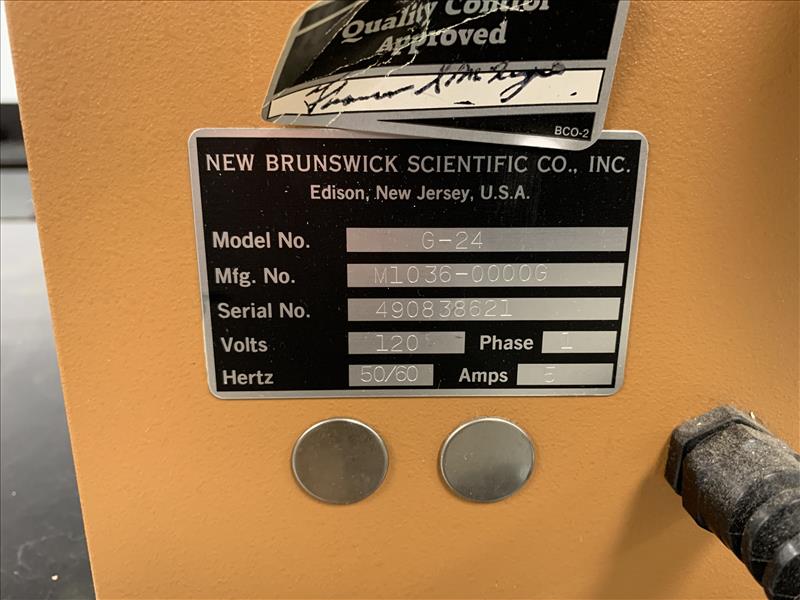 Quality Control
Approved
BCO-2
NEW BRUNSWICK SCIENTIFIC CO., INC.
Edison, New Jersey, U.S.A.
Model No. G-24
Mfg. No. M1036-0000G
Serial No. 490838621
Volts 120 Phase 1
Hertz 50/60 Amps 5